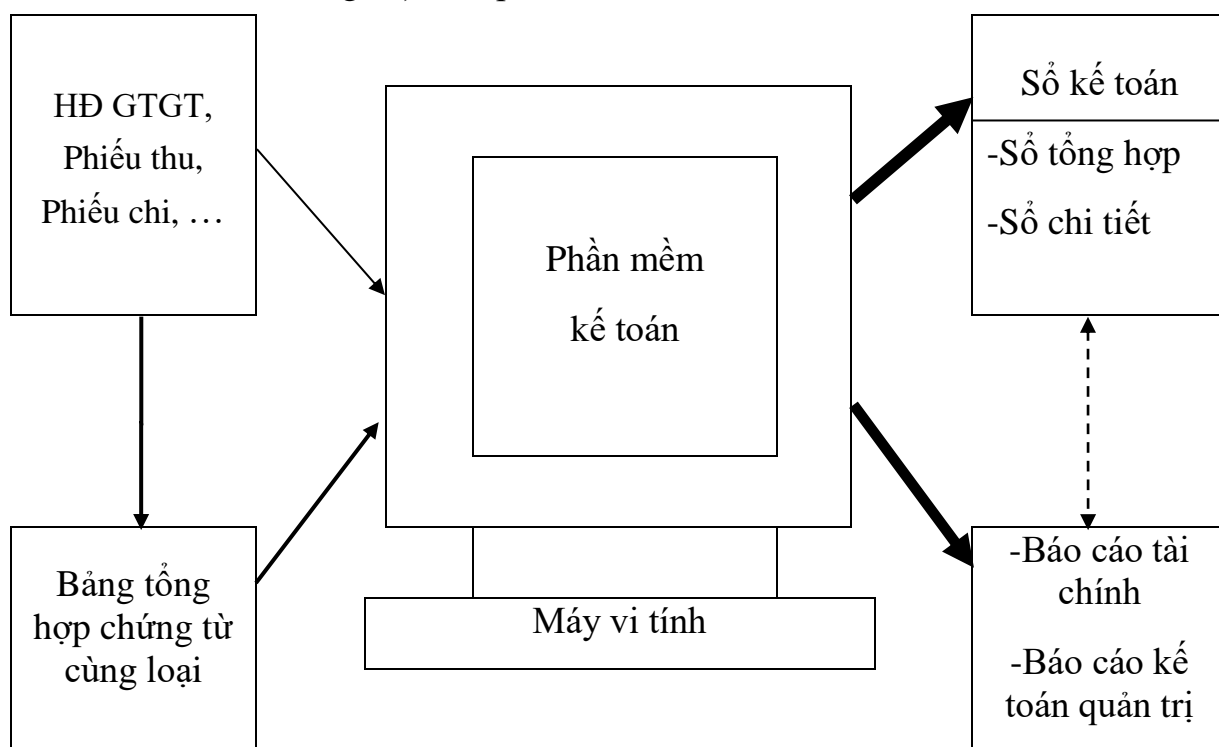 HĐ GTGT,
Phiếu thu,
Phiếu chi, …
Sổ kế toán
-Sổ tổng hợp
-Sổ chi tiết
Phần mềm
kế toán
Bảng tổng
hợp chứng từ
cùng loại
Máy vi tính
-Báo cáo tài
chính
-Báo cáo kế
toán quản trị